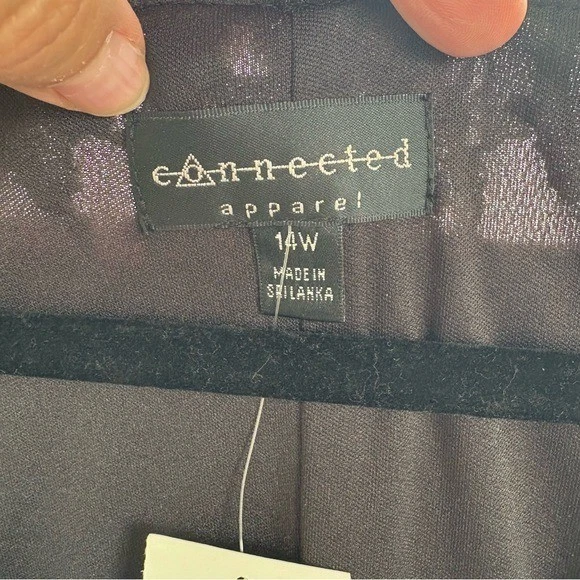 connected
apparel
14W
MADE IN
SRI LANKA